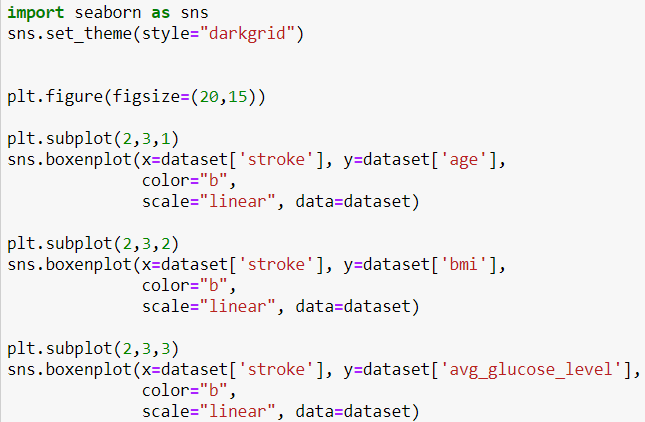 import seaborn as sns
sns.set_theme(style="darkgrid")
plt.figure(figsize=(20,15))
plt.subplot(2,3,1)
sns.boxenplot(x=dataset['stroke'], y=dataset['age'],
color="b",
scale="linear", data=dataset)
plt.subplot(2,3,2)
sns.boxenplot(x=dataset['stroke'], y=dataset['bmi'],
color="b",
scale="linear", data=dataset)
plt.subplot(2,3,3)
sns.boxenplot(x=dataset['stroke'], y=dataset['avg_glucose_level'],
color="b",
scale="linear", data=dataset)